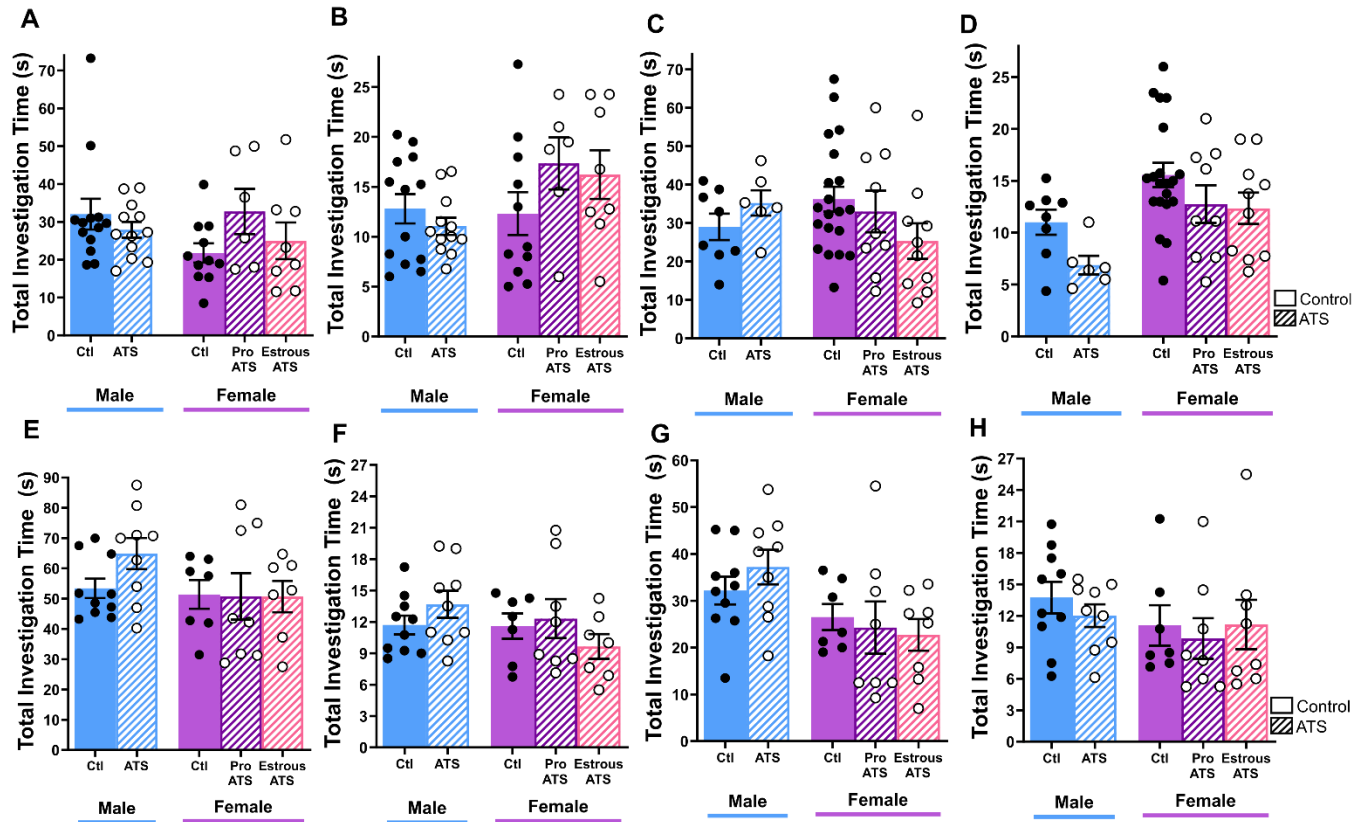 A
Total Investigation Time (s)
70
60
50
40
30
20
10
0
Ctl
ATS
Ctl
Pro
ATS
Estrous
ATS
Male
Female
B
Total Investigation Time (s)
25
20
15
10
5
0
Ctl
ATS
Ctl
Pro
ATS
Estrous
ATS
Male
Female
C
Total Investigation Time (s)
70
60
50
40
30
20
10
0
Ctl
ATS
Ctl
Pro
ATS
Estrous
ATS
Male
Female
D
Total Investigation Time (s)
25
20
15
10
5
0
Ctl
ATS
Ctl
Pro
ATS
Estrous
ATS
Male
Female
Control
ATS
E
Total Investigation Time (s)
90
80
70
60
50
40
30
20
10
0
Ctl
ATS
Ctl
Pro
ATS
Estrous
ATS
Male
Female
F
Total Investigation Time (s)
27
24
21
18
15
12
9
6
3
0
Ctl
ATS
Ctl
Pro
ATS
Estrous
ATS
Male
Female
G
Total Investigation Time (s)
60
50
40
30
20
10
0
Ctl
ATS
Ctl
Pro
ATS
Estrous
ATS
Male
Female
H
Total Investigation Time (s)
27
24
21
18
15
12
9
6
3
0
Ctl
ATS
Ctl
Pro
ATS
Estrous
ATS
Male
Female
Control
ATS